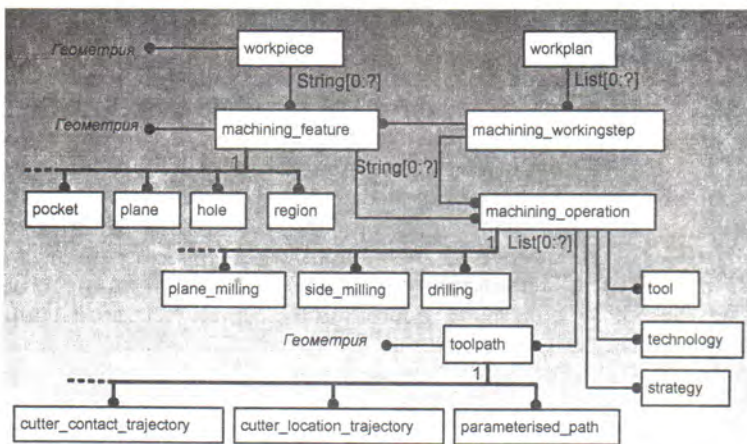 Геометрия
workpiece
workplan
String[0:?]
List[0:?]
Геометрия
machining_feature
machining_workingstep
1
String[0:?]
pocket
plane
hole
region
machining_operation
1
List[0:?]
plane_milling
side_milling
drilling
tool
Геометрия
toolpath
technology
1
strategy
cutter_contact_trajectory
cutter_location_trajectory
parameterised_path